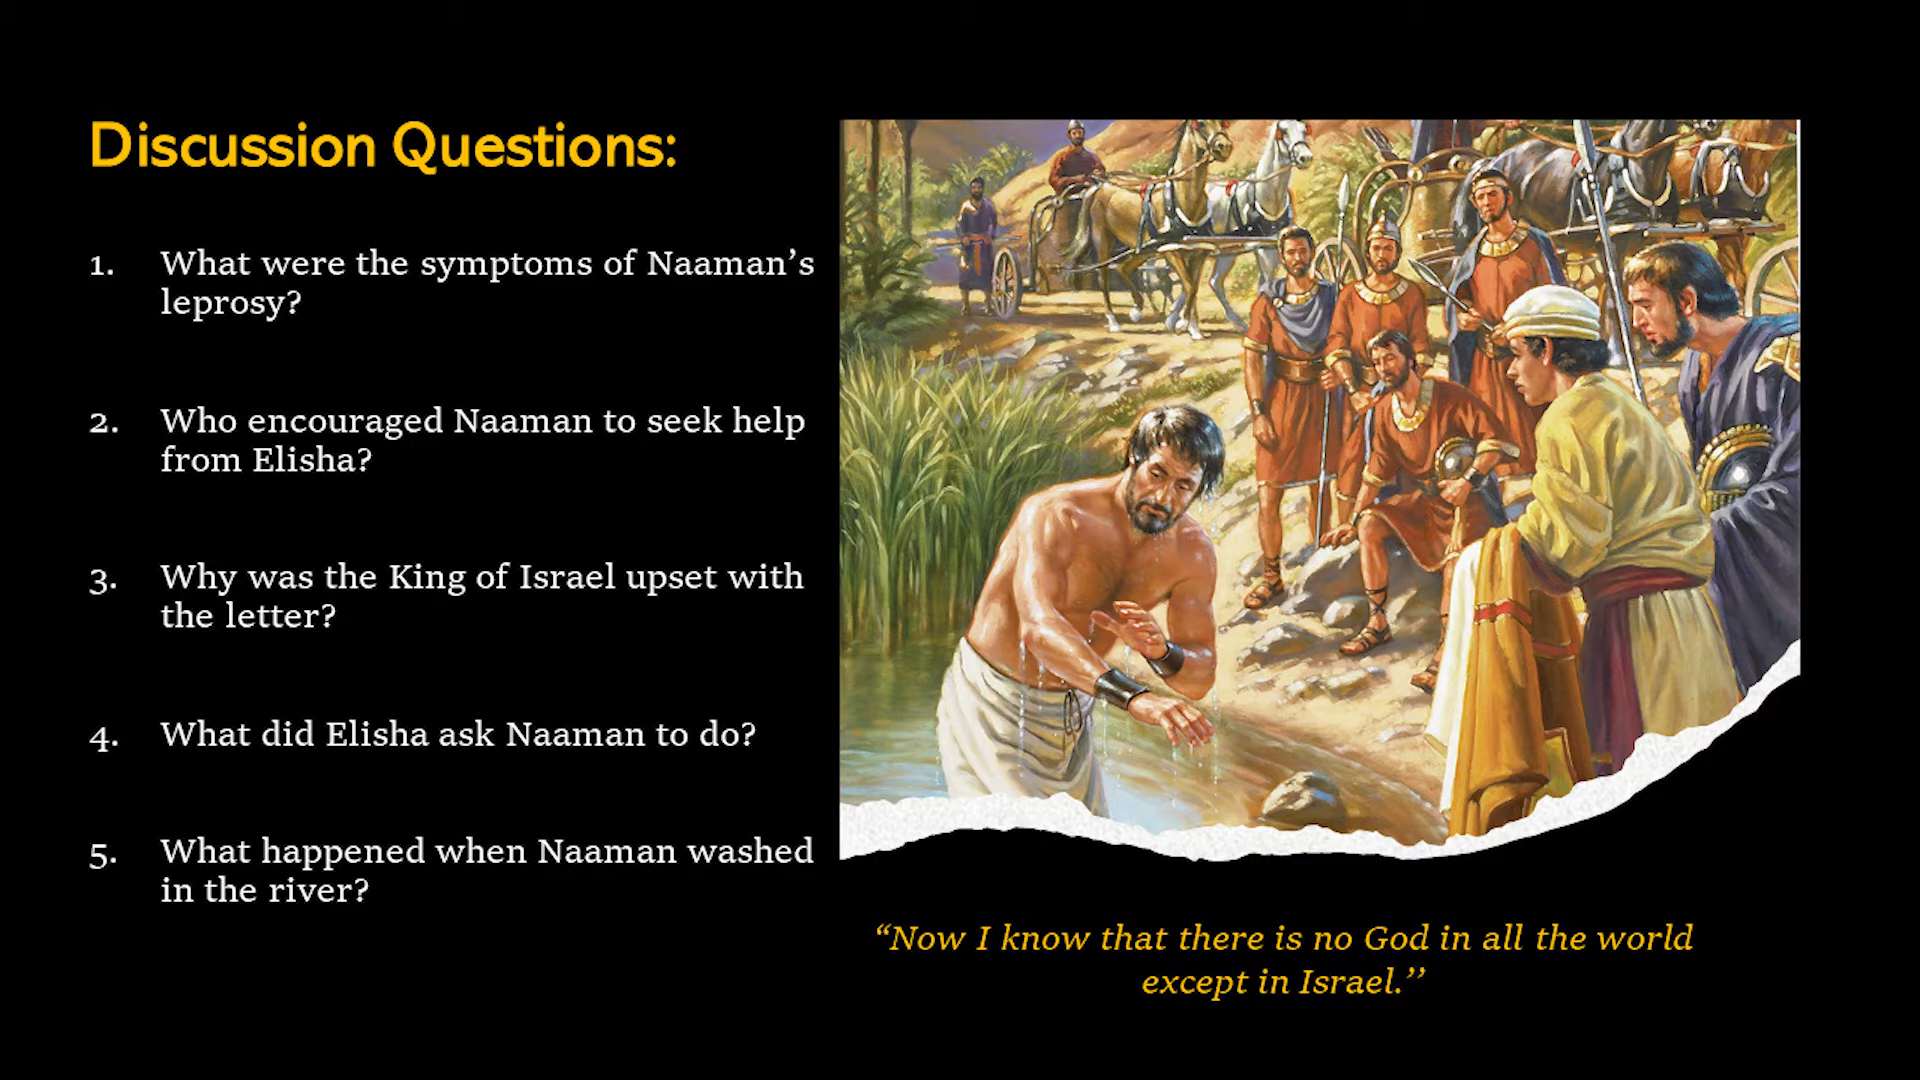 Discussion Questions:
1. What were the symptoms of Naaman’s
leprosy?
2. Who encouraged Naaman to seek help
from Elisha?
3. Why was the King of Israel upset with
the letter?
4. What did Elisha ask Naaman to do?
5. What happened when Naaman washed
in the river?
“Now I know that there is no God in all the world
except in Israel.’’